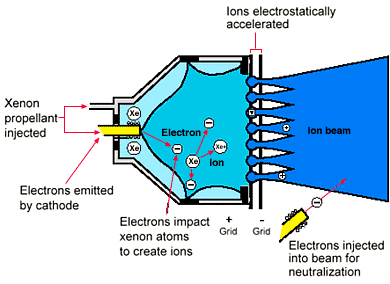 Ions electrostatically
accelerated
Xenon
propellant
injected
Xe
Xe
Electron
Ion
Xe
Xe+
Ion beam
Electrons emitted
by cathode
Electrons impact
xenon atoms
to create ions
+
Grid
-
Grid
Electrons injected
into beam for
neutralization